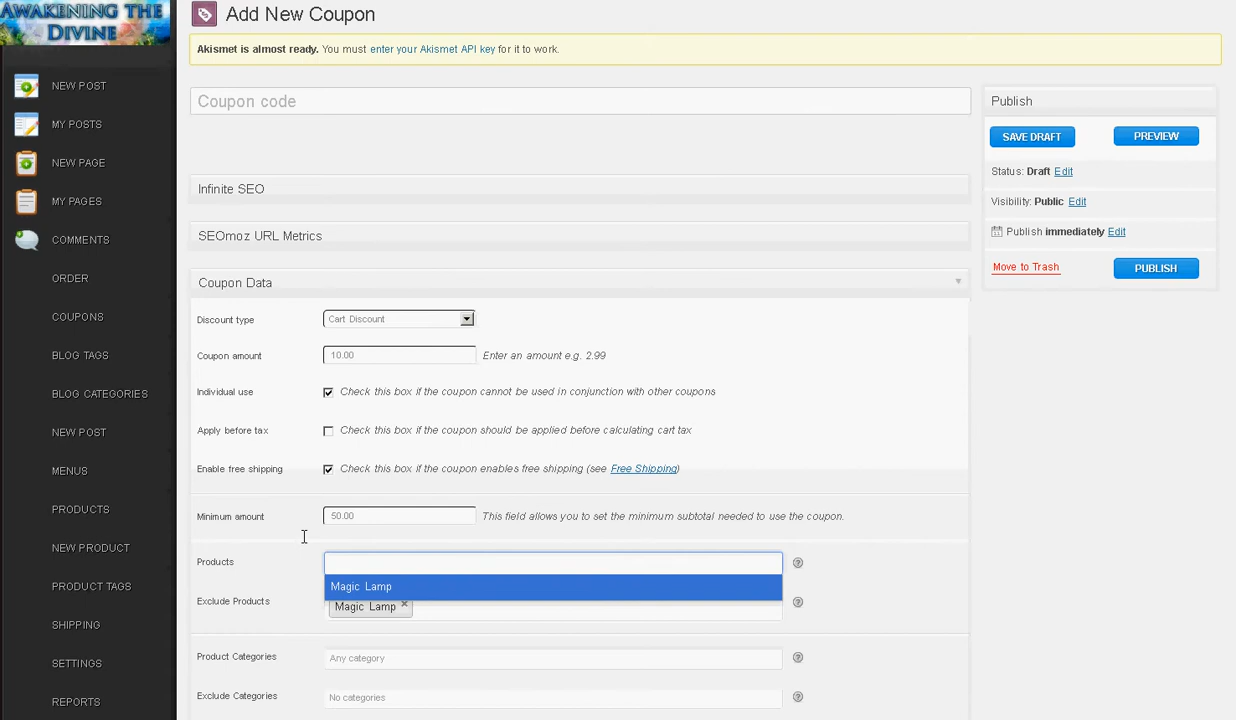 AWAKENING THE
DIVINE
NEW POST
MY POSTS
NEW PAGE
MY PAGES
COMMENTS
ORDER
COUPONS
BLOG TAGS
BLOG CATEGORIES
NEW POST
MENUS
PRODUCTS
NEW PRODUCT
PRODUCT TAGS
SHIPPING
SETTINGS
REPORTS
Add New Coupon
Akismet is almost ready. You must enter your Akismet API key for it to work.
Coupon code
Infinite SEO
SEOmoz URL Metrics
Coupon Data
Discount type Cart Discount
Coupon amount 10.00 Enter an amount e.g. 2.99
Individual use Check this box if the coupon cannot be used in conjunction with other coupons
Apply before tax Check this box if the coupon should be applied before calculating cart tax
Enable free shipping Check this box if the coupon enables free shipping (see Free Shipping)
Minimum amount 50.00 This field allows you to set the minimum subtotal needed to use the coupon.
Products
Magic Lamp
Exclude Products Magic Lamp ×
Product Categories Any category
Exclude Categories No categories
Publish
SAVE DRAFT PREVIEW
Status: Draft Edit
Visibility: Public Edit
Publish immediately Edit
Move to Trash PUBLISH